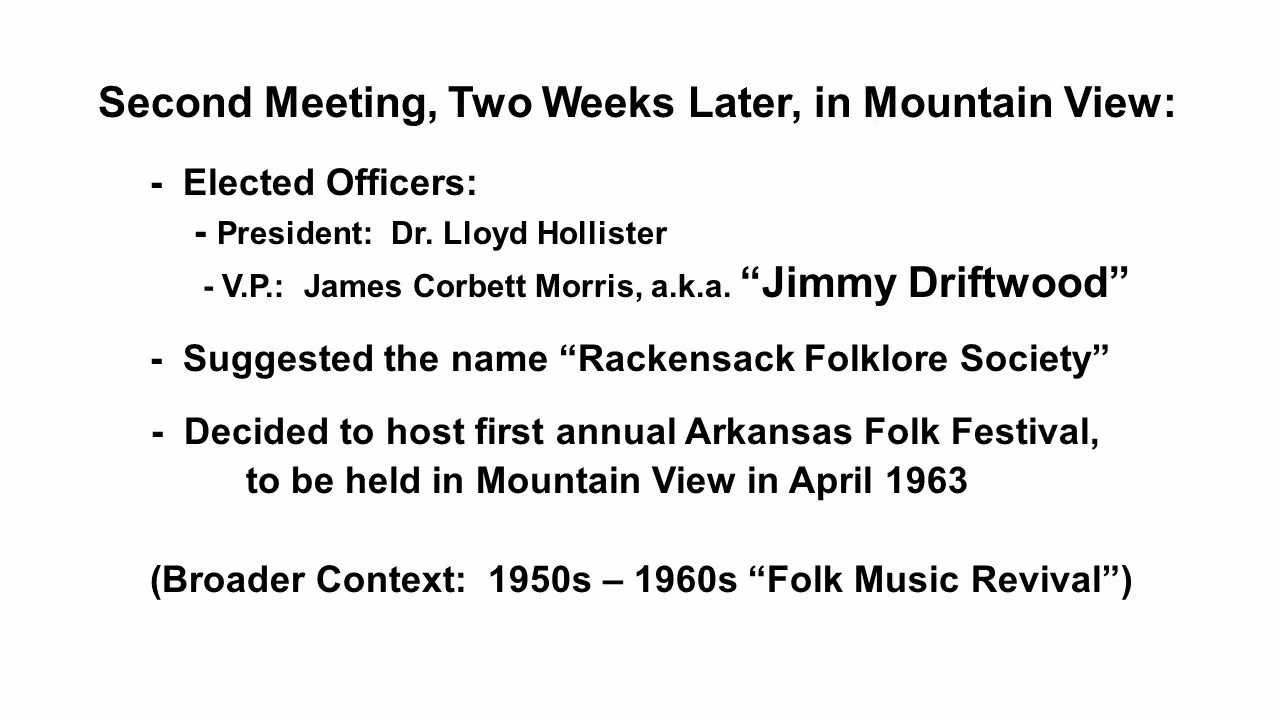 Second Meeting, Two Weeks Later, in Mountain View:
- Elected Officers:
- President: Dr. Lloyd Hollister
- V.P.: James Corbett Morris, a.k.a. “Jimmy Driftwood”
- Suggested the name “Rackensack Folklore Society”
- Decided to host first annual Arkansas Folk Festival,
to be held in Mountain View in April 1963
(Broader Context: 1950s – 1960s “Folk Music Revival”)